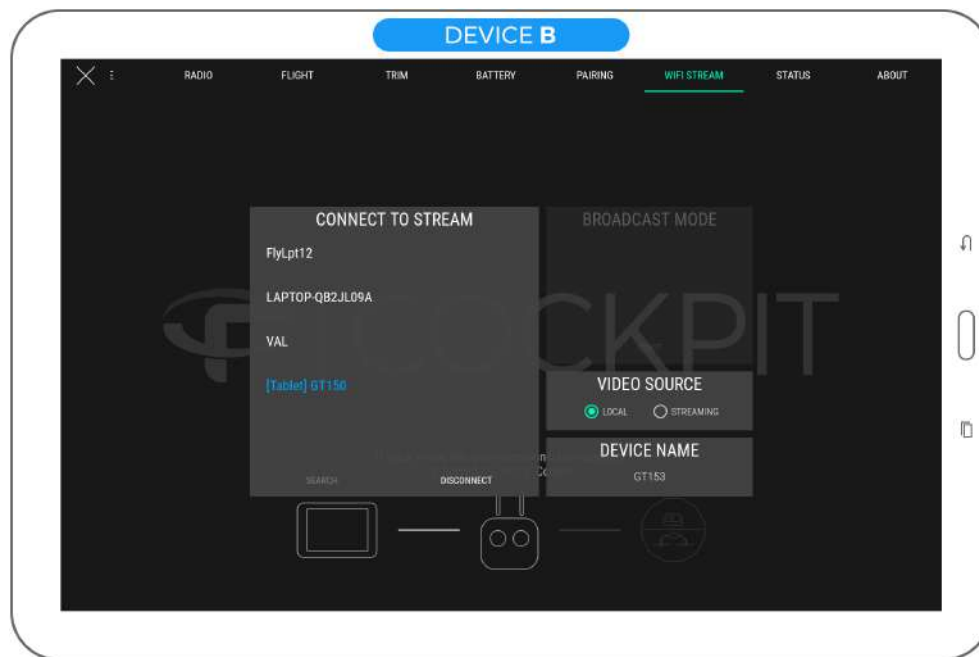 DEVICE B
RADIO FLIGHT TRIM BATTERY PAIRING WIFI STREAM STATUS ABOUT
CONNECT TO STREAM
FlyLpt12
LAPTOP-QB2JL09A
VAL
[Tablet] GT150
SEARCH DISCONNECT
BROADCAST MODE
COCKPIT
VIDEO SOURCE
LOCAL STREAMING
DEVICE NAME
GT153